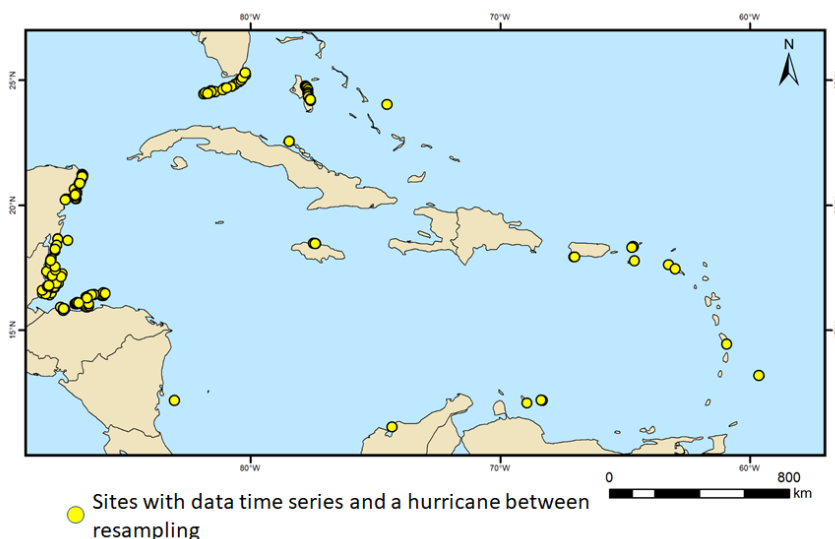 80°W 70°W 60°W
N
25°N
20°N
15°N
80°W 70°W 60°W
0 800
km
Sites with data time series and a hurricane between
resampling